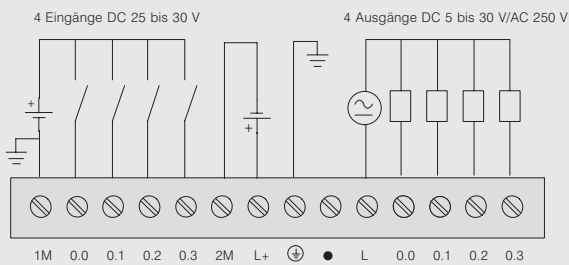 4 Eingänge DC 25 bis 30 V
4 Ausgänge DC 5 bis 30 V/AC 250 V
+
+
1M 0.0 0.1 0.2 0.3 2M L+ ⏚ ● L 0.0 0.1 0.2 0.3